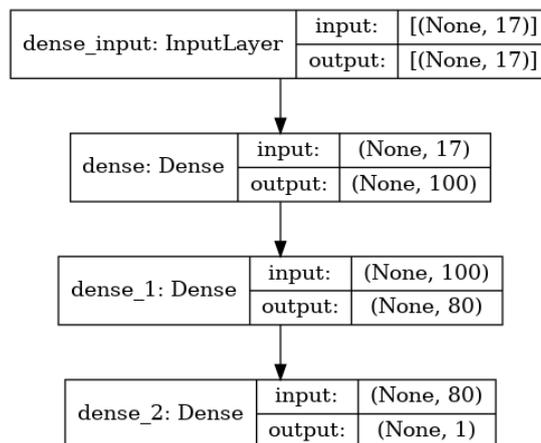 dense_input: InputLayer
input: [(None, 17)]
output: [(None, 17)]
dense: Dense
input: (None, 17)
output: (None, 100)
dense_1: Dense
input: (None, 100)
output: (None, 80)
dense_2: Dense
input: (None, 80)
output: (None, 1)